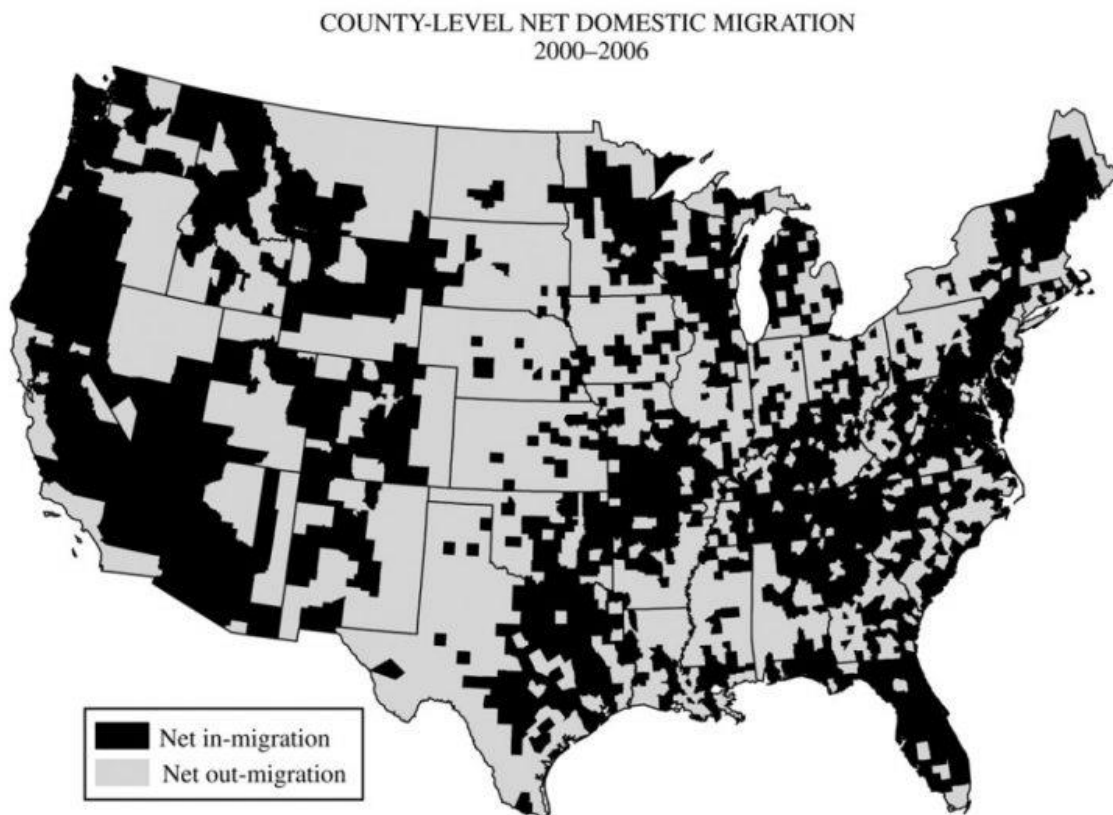 COUNTY-LEVEL NET DOMESTIC MIGRATION
2000–2006
Net in-migration
Net out-migration